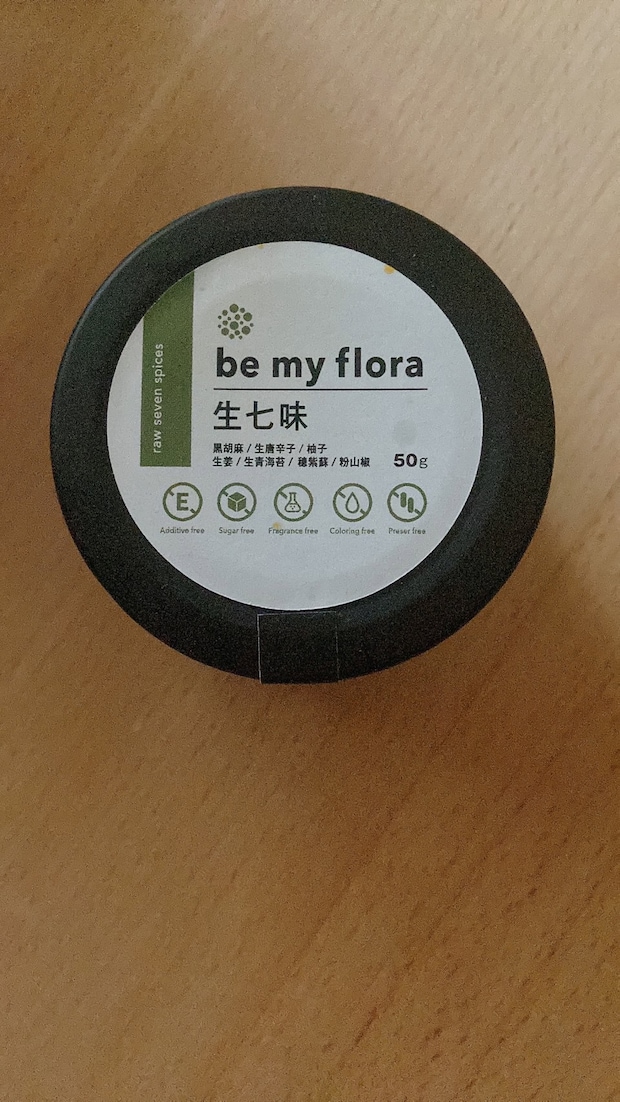 raw seven spices
be my flora
生七味
黒胡麻 / 生唐辛子 / 柚子
生姜 / 生青海苔 / 穂紫蘇 / 粉山椒
50g
E
Additive free Sugar free Fragrance free Coloring free Preser free